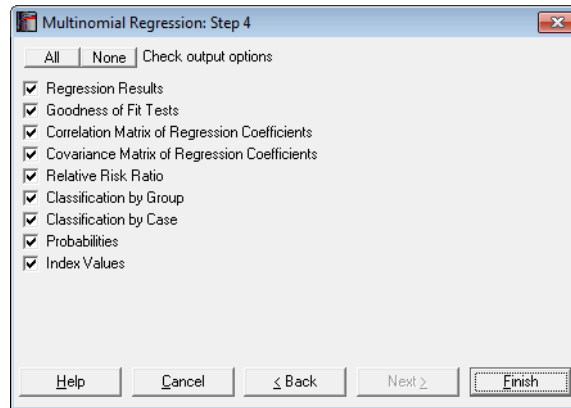 Multinomial Regression: Step 4
All None Check output options
Regression Results
Goodness of Fit Tests
Correlation Matrix of Regression Coefficients
Covariance Matrix of Regression Coefficients
Relative Risk Ratio
Classification by Group
Classification by Case
Probabilities
Index Values
Help Cancel < Back Next > Finish